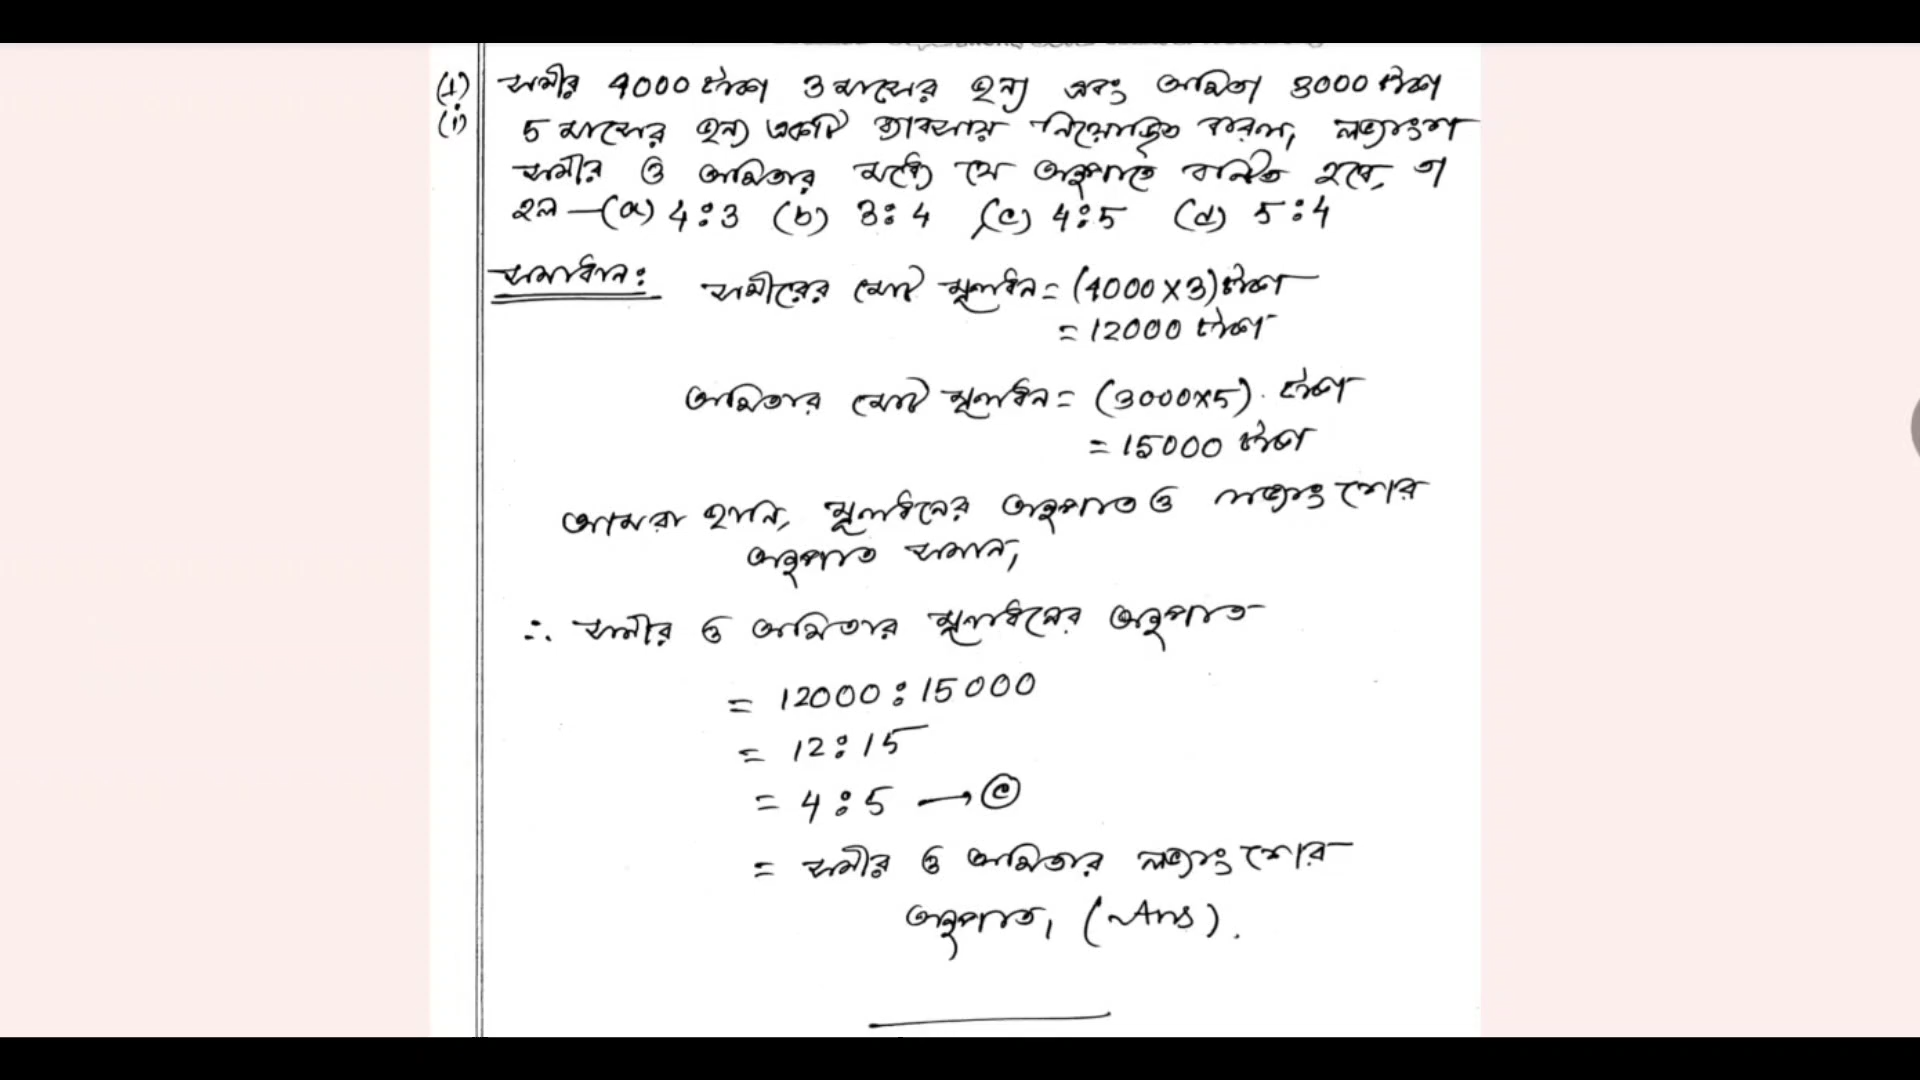 (1) সমীর 4000 টাকা 3 মাসের জন্য এবং অমিতা 3000 টাকা
(i) 5 মাসের জন্য একটি ব্যবসায় নিয়োজিত করল, লভ্যাংশ
সমীর ও অমিতার মধ্যে যে অনুপাতে বন্টিত হবে, তা
হল — (a) 4:3 (b) 3:4 (c) 4:5 (d) 5:4
সমাধান: সমীরের মোট মূলধন = (4000×3) টাকা
= 12000 টাকা
অমিতার মোট মূলধন = (3000×5). টাকা
= 15000 টাকা
আমরা জানি, মূলধনের অনুপাত ও লভ্যাংশের
অনুপাত সমান,
∴ সমীর ও অমিতার মূলধনের অনুপাত
= 12000:15000
= 12:15
= 4:5 → ⓒ
= সমীর ও অমিতার লভ্যাংশের
অনুপাত, (Ans).